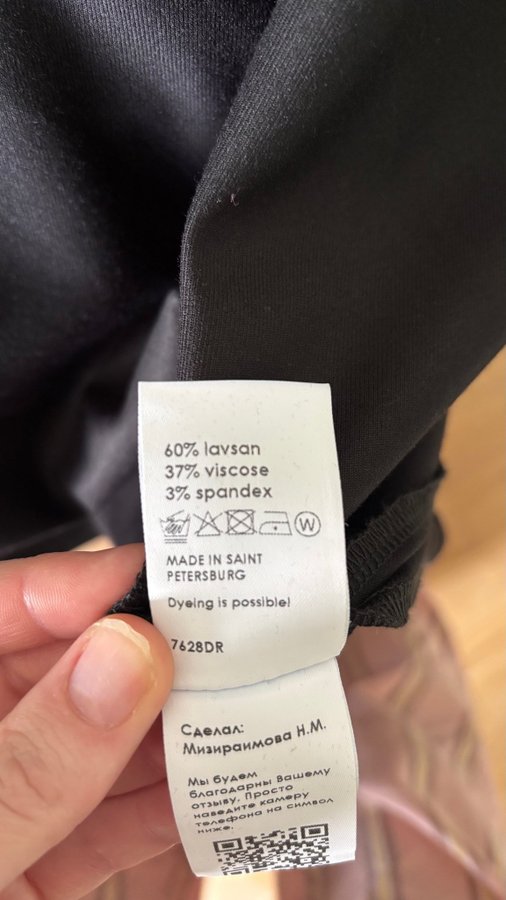 60% lavsan
37% viscose
3% spandex
W
MADE IN SAINT
PETERSBURG
Dyeing is possible!
7628DR
Сделал:
Мизираимова Н.М.
Мы будем
благодарны Вашему
отзыву. Просто
наведите камеру
телефона на символ
ниже.